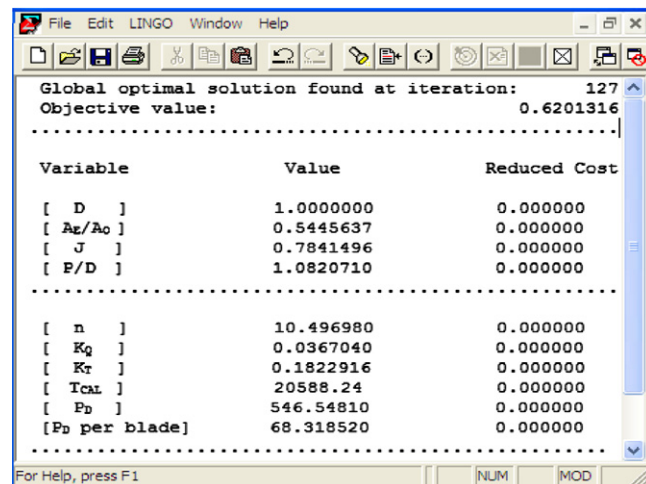 File Edit LINGO Window Help
Global optimal solution found at iteration: 127
Objective value: 0.6201316
Variable Value Reduced Cost
[ D ] 1.0000000 0.000000
[ AE/AO ] 0.5445637 0.000000
[ J ] 0.7841496 0.000000
[ P/D ] 1.0820710 0.000000
[ n ] 10.496980 0.000000
[ KQ ] 0.0367040 0.000000
[ KT ] 0.1822916 0.000000
[ TCAL ] 20588.24 0.000000
[ PD ] 546.54810 0.000000
[PD per blade] 68.318520 0.000000
For Help, press F1 NUM MOD